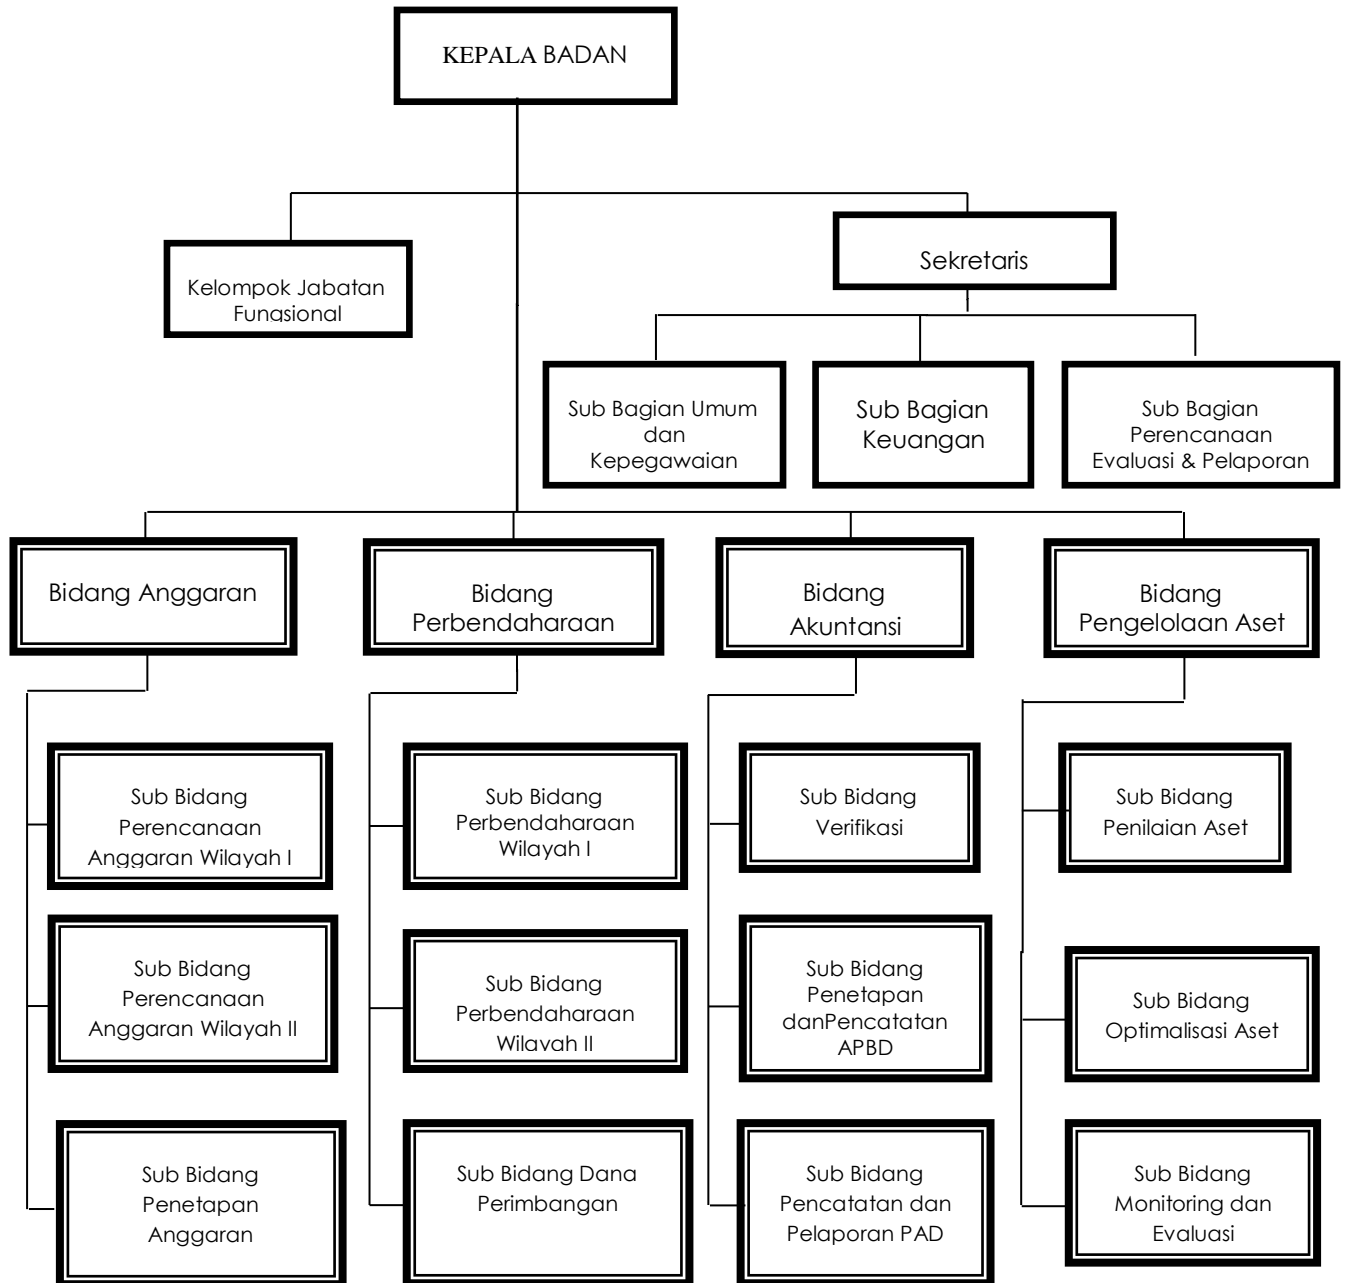 KEPALA BADAN
Sekretaris
Kelompok Jabatan
Fungsional
Sub Bagian Umum
dan
Kepegawaian
Sub Bagian
Keuangan
Sub Bagian
Perencanaan
Evaluasi & Pelaporan
Bidang Anggaran
Bidang
Perbendaharaan
Bidang
Akuntansi
Bidang
Pengelolaan Aset
Sub Bidang
Perencanaan
Anggaran Wilayah I
Sub Bidang
Perbendaharaan
Wilayah I
Sub Bidang
Verifikasi
Sub Bidang
Penilaian Aset
Sub Bidang
Perencanaan
Anggaran Wilayah II
Sub Bidang
Perbendaharaan
Wilayah II
Sub Bidang
Penetapan
danPencatatan
APBD
Sub Bidang
Optimalisasi Aset
Sub Bidang
Penetapan
Anggaran
Sub Bidang Dana
Perimbangan
Sub Bidang
Pencatatan dan
Pelaporan PAD
Sub Bidang
Monitoring dan
Evaluasi